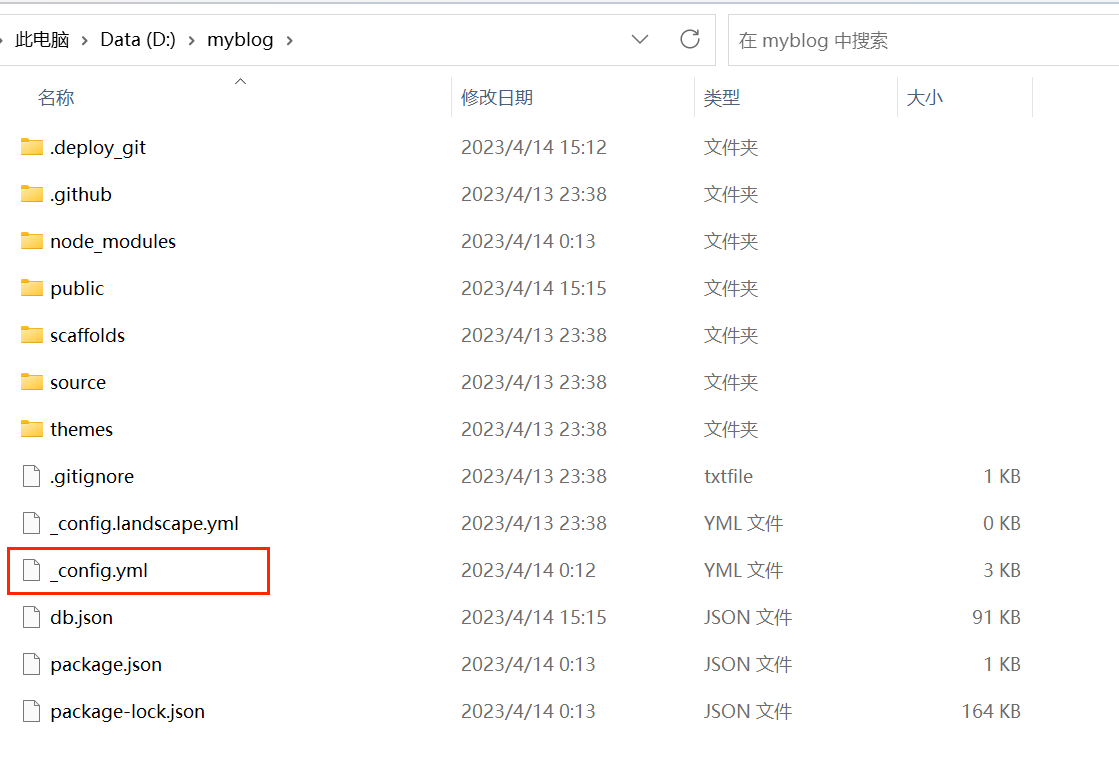 此电脑 > Data (D:) > myblog > 在 myblog 中搜索
名称 修改日期 类型 大小
.deploy_git 2023/4/14 15:12 文件夹
.github 2023/4/13 23:38 文件夹
node_modules 2023/4/14 0:13 文件夹
public 2023/4/14 15:15 文件夹
scaffolds 2023/4/13 23:38 文件夹
source 2023/4/13 23:38 文件夹
themes 2023/4/13 23:38 文件夹
.gitignore 2023/4/13 23:38 txtfile 1 KB
_config.landscape.yml 2023/4/13 23:38 YML 文件 0 KB
_config.yml 2023/4/14 0:12 YML 文件 3 KB
db.json 2023/4/14 15:15 JSON 文件 91 KB
package.json 2023/4/14 0:13 JSON 文件 1 KB
package-lock.json 2023/4/14 0:13 JSON 文件 164 KB